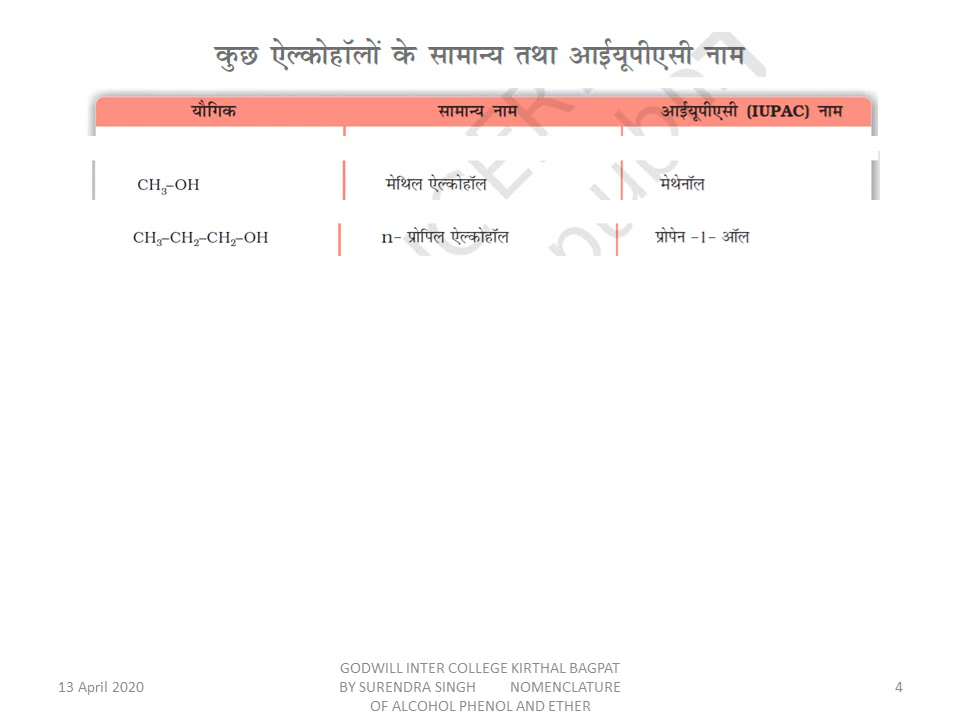 कुछ ऐल्कोहॉलों के सामान्य तथा आईयूपीएसी नाम
यौगिक सामान्य नाम आईयूपीएसी (IUPAC) नाम
CH₃–OH मेथिल ऐल्कोहॉल मेथेनॉल
CH₃–CH₂–CH₂–OH n- प्रोपिल ऐल्कोहॉल प्रोपेन -1- ऑल
13 April 2020
GODWILL INTER COLLEGE KIRTHAL BAGPAT
BY SURENDRA SINGH NOMENCLATURE
OF ALCOHOL PHENOL AND ETHER
4